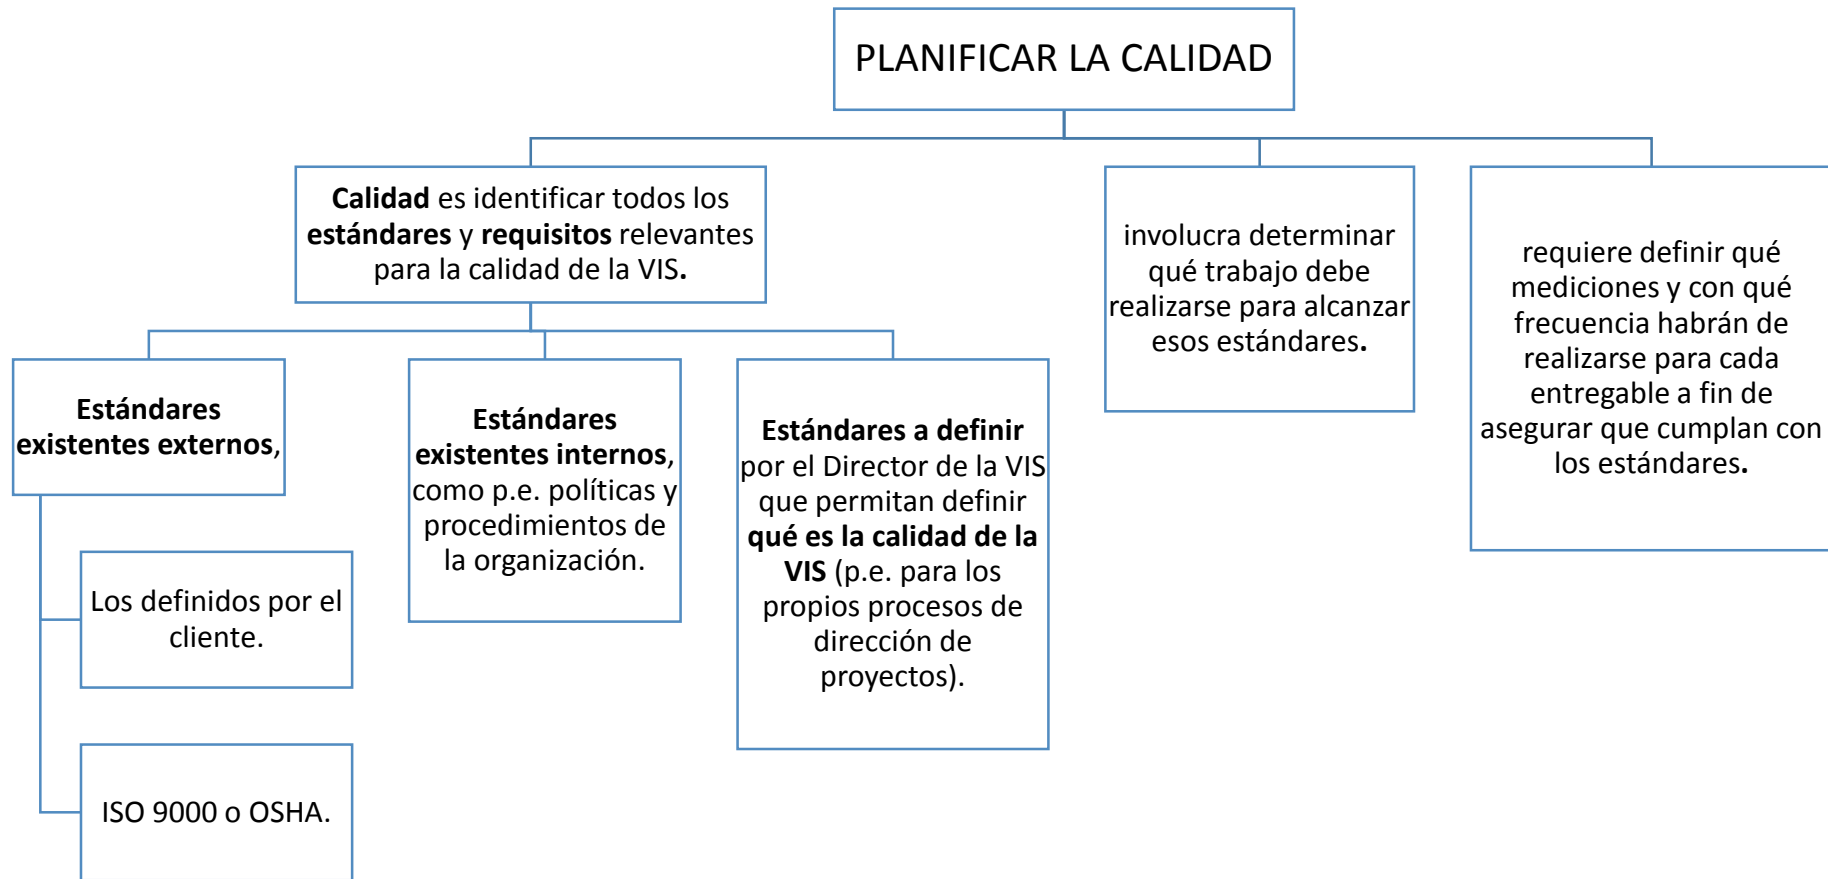 PLANIFICAR LA CALIDAD
Calidad es identificar todos los
estándares y requisitos relevantes
para la calidad de la VIS.
involucra determinar
qué trabajo debe
realizarse para alcanzar
esos estándares.
requiere definir qué
mediciones y con qué
frecuencia habrán de
realizarse para cada
entregable a fin de
asegurar que cumplan con
los estándares.
Estándares
existentes externos,
Los definidos por el
cliente.
ISO 9000 o OSHA.
Estándares
existentes internos,
como p.e. políticas y
procedimientos de
la organización.
Estándares a definir
por el Director de la VIS
que permitan definir
qué es la calidad de la
VIS (p.e. para los
propios procesos de
dirección de
proyectos).